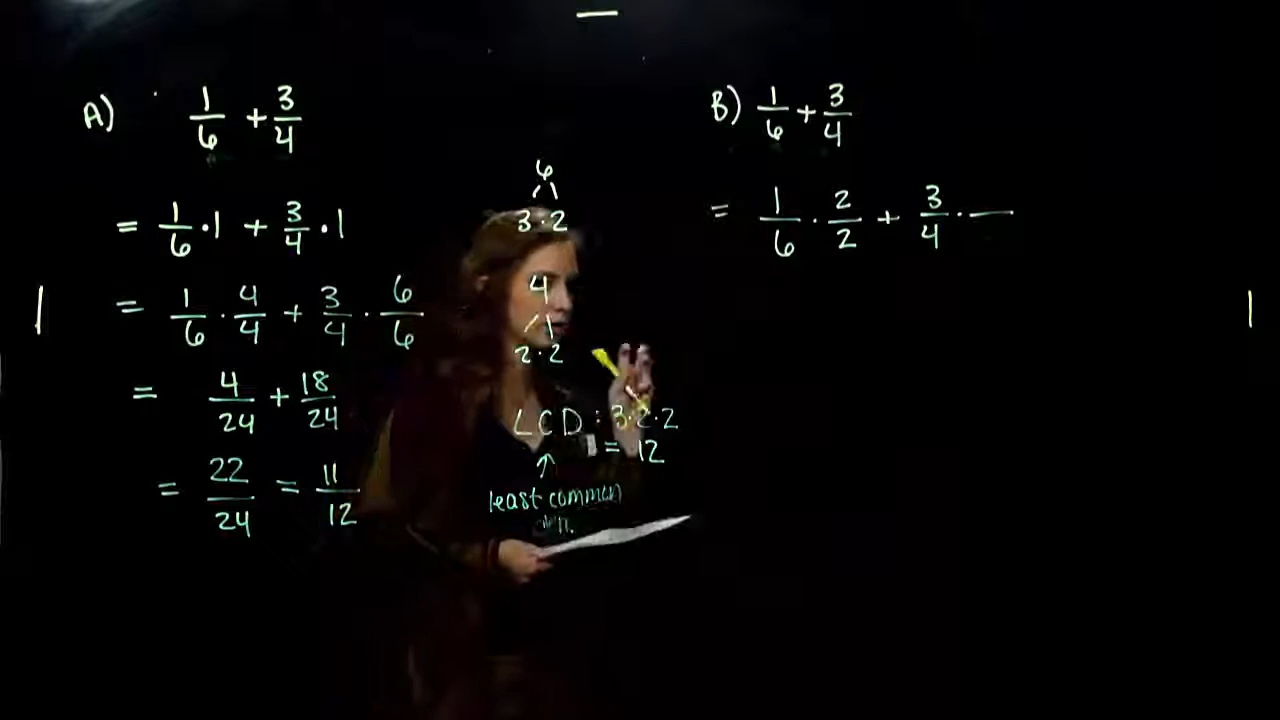 A) 1/6 + 3/4
= 1/6 · 1 + 3/4 · 1
= 1/6 · 4/4 + 3/4 · 6/6
= 4/24 + 18/24
= 22/24 = 11/12
6
3 · 2
4
2 · 2
LCD : 3 · 2 · 2
= 12
↑
least common
B) 1/6 + 3/4
= 1/6 · 2/2 + 3/4 · —